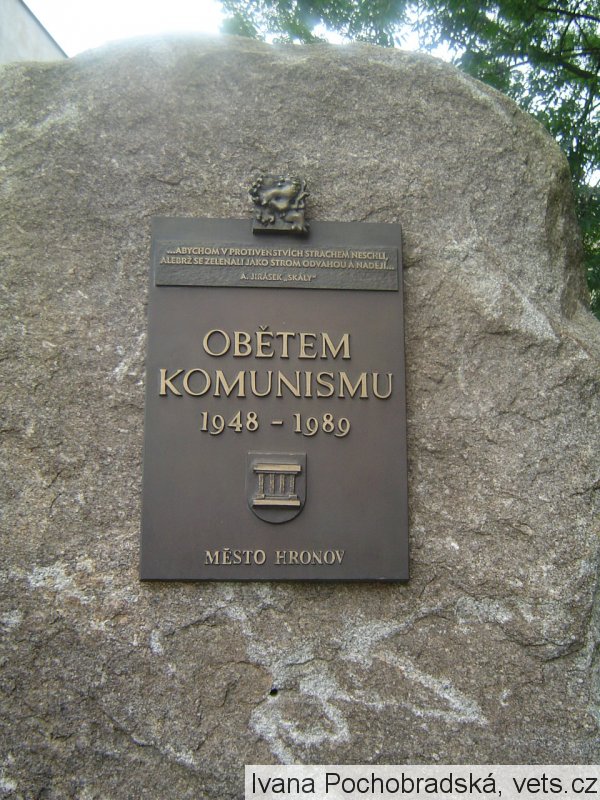 ...ABYCHOM V PROTIVENSTVÍCH STRACHEM NESCHLI,
ALEBRŽ SE ZELENALI JAKO STROM ODVAHOU A NADĚJÍ...
A. JIRÁSEK „SKÁLY“
OBĚTEM
KOMUNISMU
1948 - 1989
MĚSTO HRONOV
Ivana Pochobradská, vets.cz